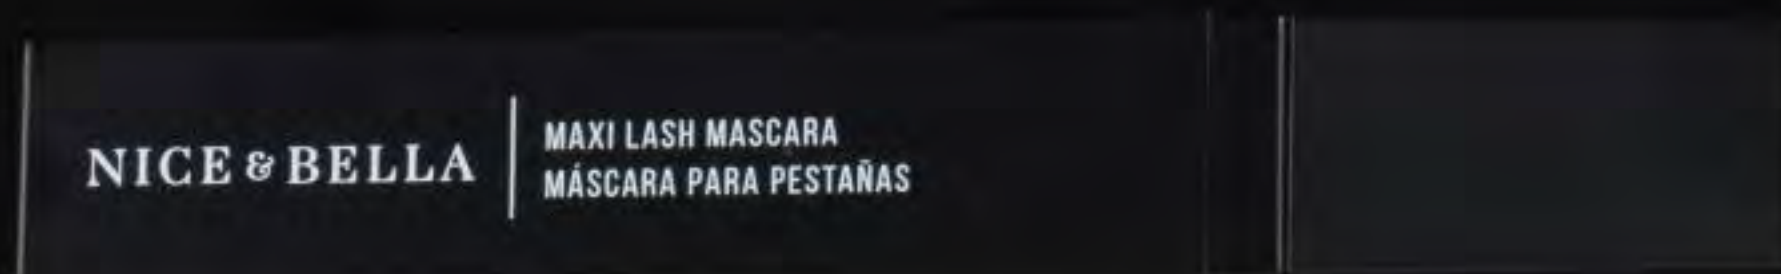 NICE & BELLA
MAXI LASH MASCARA
MÁSCARA PARA PESTAÑAS